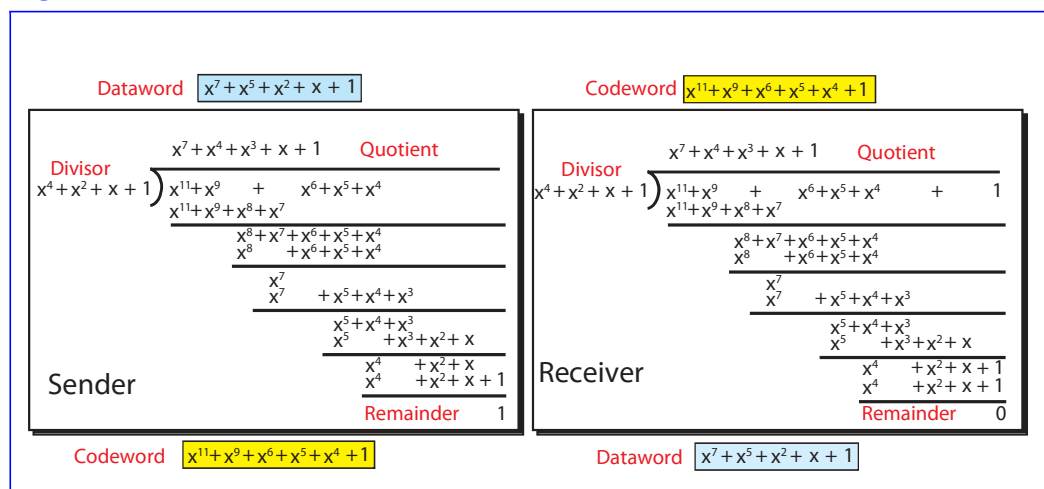 Dataword x⁷ + x⁵ + x² + x + 1
x⁷ + x⁴ + x³ + x + 1 Quotient
Divisor
x⁴ + x² + x + 1 ) x¹¹ + x⁹ + x⁶ + x⁵ + x⁴
x¹¹ + x⁹ + x⁸ + x⁷
x⁸ + x⁷ + x⁶ + x⁵ + x⁴
x⁸ + x⁶ + x⁵ + x⁴
x⁷
x⁷ + x⁵ + x⁴ + x³
x⁵ + x⁴ + x³
x⁵ + x³ + x² + x
x⁴ + x² + x
x⁴ + x² + x + 1
Sender
Remainder 1
Codeword x¹¹ + x⁹ + x⁶ + x⁵ + x⁴ + 1
Codeword x¹¹ + x⁹ + x⁶ + x⁵ + x⁴ + 1
x⁷ + x⁴ + x³ + x + 1 Quotient
Divisor
x⁴ + x² + x + 1 ) x¹¹ + x⁹ + x⁶ + x⁵ + x⁴ + 1
x¹¹ + x⁹ + x⁸ + x⁷
x⁸ + x⁷ + x⁶ + x⁵ + x⁴
x⁸ + x⁶ + x⁵ + x⁴
x⁷
x⁷ + x⁵ + x⁴ + x³
x⁵ + x⁴ + x³
x⁵ + x³ + x² + x
x⁴ + x² + x + 1
x⁴ + x² + x + 1
Receiver
Remainder 0
Dataword x⁷ + x⁵ + x² + x + 1